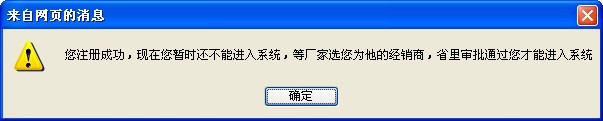 来自网页的消息
您注册成功，现在您暂时还不能进入系统，等厂家选您为他的经销商，省里审批通过您才能进入系统
确定